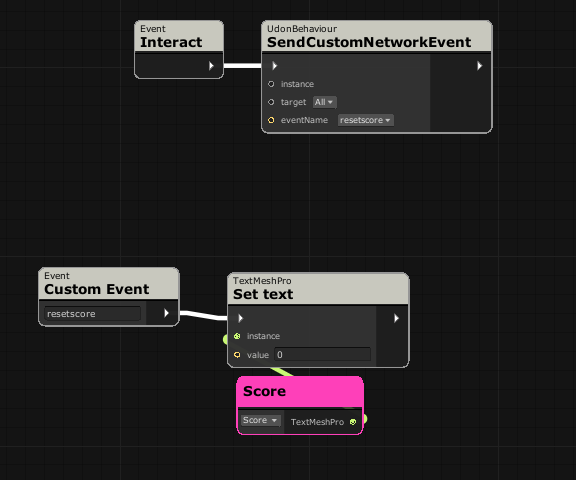 Event
Interact
UdonBehaviour
SendCustomNetworkEvent
instance
target All
eventName resetscore
Event
Custom Event
resetscore
TextMeshPro
Set text
instance
value 0
Score
Score TextMeshPro